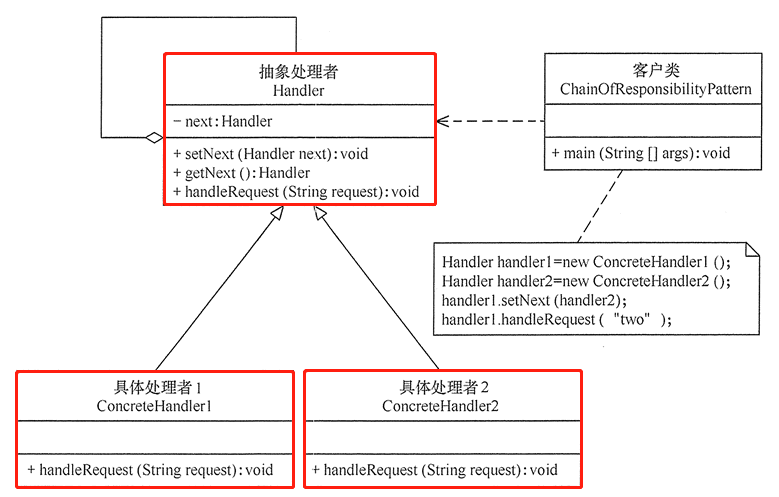 抽象处理者
Handler
- next:Handler
+ setNext (Handler next):void
+ getNext ():Handler
+ handleRequest (String request):void
客户类
ChainOfResponsibilityPattern
+ main (String [] args):void
Handler handler1=new ConcreteHandler1 ();
Handler handler2=new ConcreteHandler2 ();
handler1.setNext (handler2);
handler1.handleRequest ( "two" );
具体处理者1
ConcreteHandler1
+ handleRequest (String request):void
具体处理者2
ConcreteHandler2
+ handleRequest (String request):void